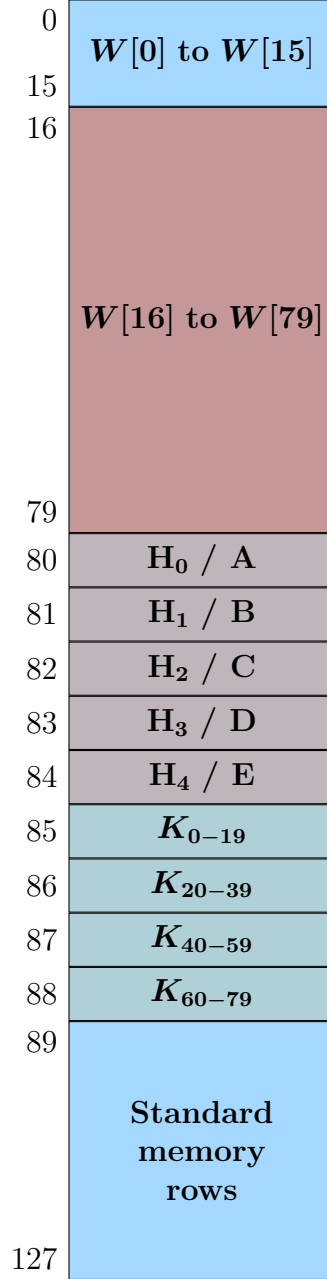 0
W[0] to W[15]
15
16
W[16] to W[79]
79
80 H₀ / A
81 H₁ / B
82 H₂ / C
83 H₃ / D
84 H₄ / E
85 K₀₋₁₉
86 K₂₀₋₃₉
87 K₄₀₋₅₉
88 K₆₀₋₇₉
89
Standard
memory
rows
127